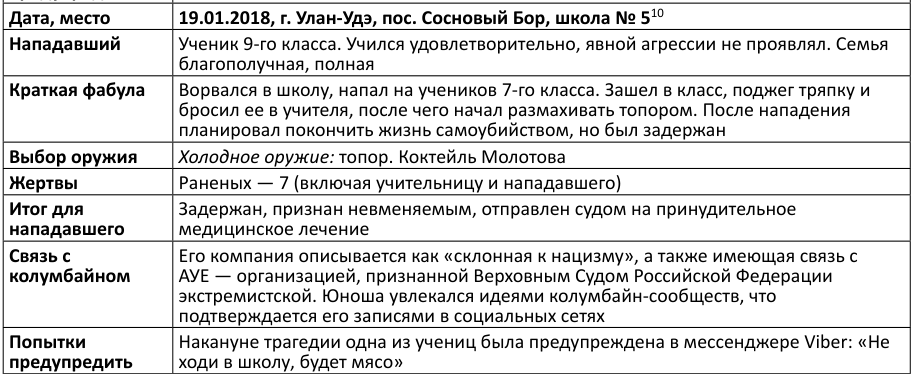 Дата, место
19.01.2018, г. Улан-Удэ, пос. Сосновый Бор, школа № 5¹⁰
Нападавший
Ученик 9-го класса. Учился удовлетворительно, явной агрессии не проявлял. Семья
благополучная, полная
Краткая фабула
Ворвался в школу, напал на учеников 7-го класса. Зашел в класс, поджег тряпку и
бросил ее в учителя, после чего начал размахивать топором. После нападения
планировал покончить жизнь самоубийством, но был задержан
Выбор оружия
Холодное оружие: топор. Коктейль Молотова
Жертвы
Раненых — 7 (включая учительницу и нападавшего)
Итог для
нападавшего
Задержан, признан невменяемым, отправлен судом на принудительное
медицинское лечение
Связь с
колумбайном
Его компания описывается как «склонная к нацизму», а также имеющая связь с
АУЕ — организацией, признанной Верховным Судом Российской Федерации
экстремистской. Юноша увлекался идеями колумбайн-сообществ, что
подтверждается его записями в социальных сетях
Попытки
предупредить
Накануне трагедии одна из учениц была предупреждена в мессенджере Viber: «Не
ходи в школу, будет мясо»